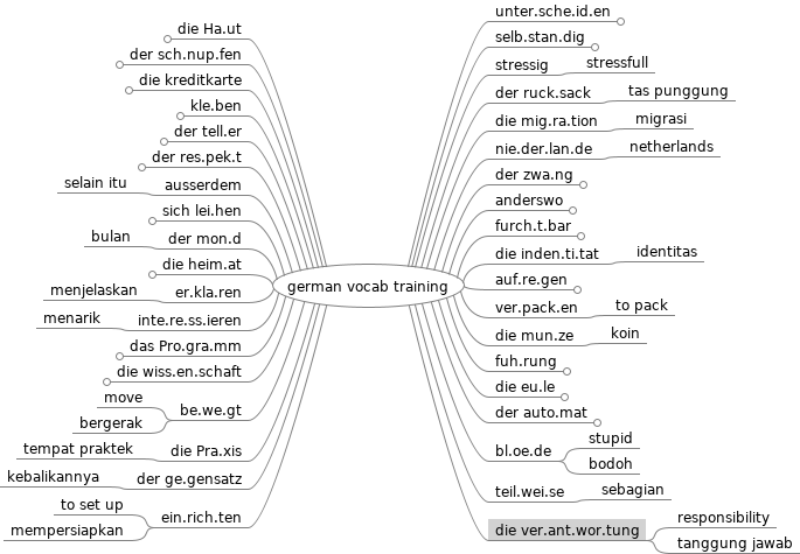 german vocab training
die Ha.ut
der sch.nup.fen
die kreditkarte
kle.ben
der tell.er
der res.pek.t
selain itu ausserdem
sich lei.hen
bulan der mon.d
die heim.at
menjelaskan er.kla.ren
menarik inte.re.ss.ieren
das Pro.gra.mm
die wiss.en.schaft
move
be.we.gt
bergerak
tempat praktek die Pra.xis
kebalikannya der ge.gensatz
to set up
ein.rich.ten
mempersiapkan
unter.sche.id.en
selb.stan.dig
stressig stressfull
der ruck.sack tas punggung
die mig.ra.tion migrasi
nie.der.lan.de netherlands
der zwa.ng
anderswo
furch.t.bar
die inden.ti.tat identitas
auf.re.gen
ver.pack.en to pack
die mun.ze koin
fuh.rung
die eu.le
der auto.mat
stupid
bl.oe.de
bodoh
teil.wei.se sebagian
responsibility
die ver.ant.wor.tung
tanggung jawab